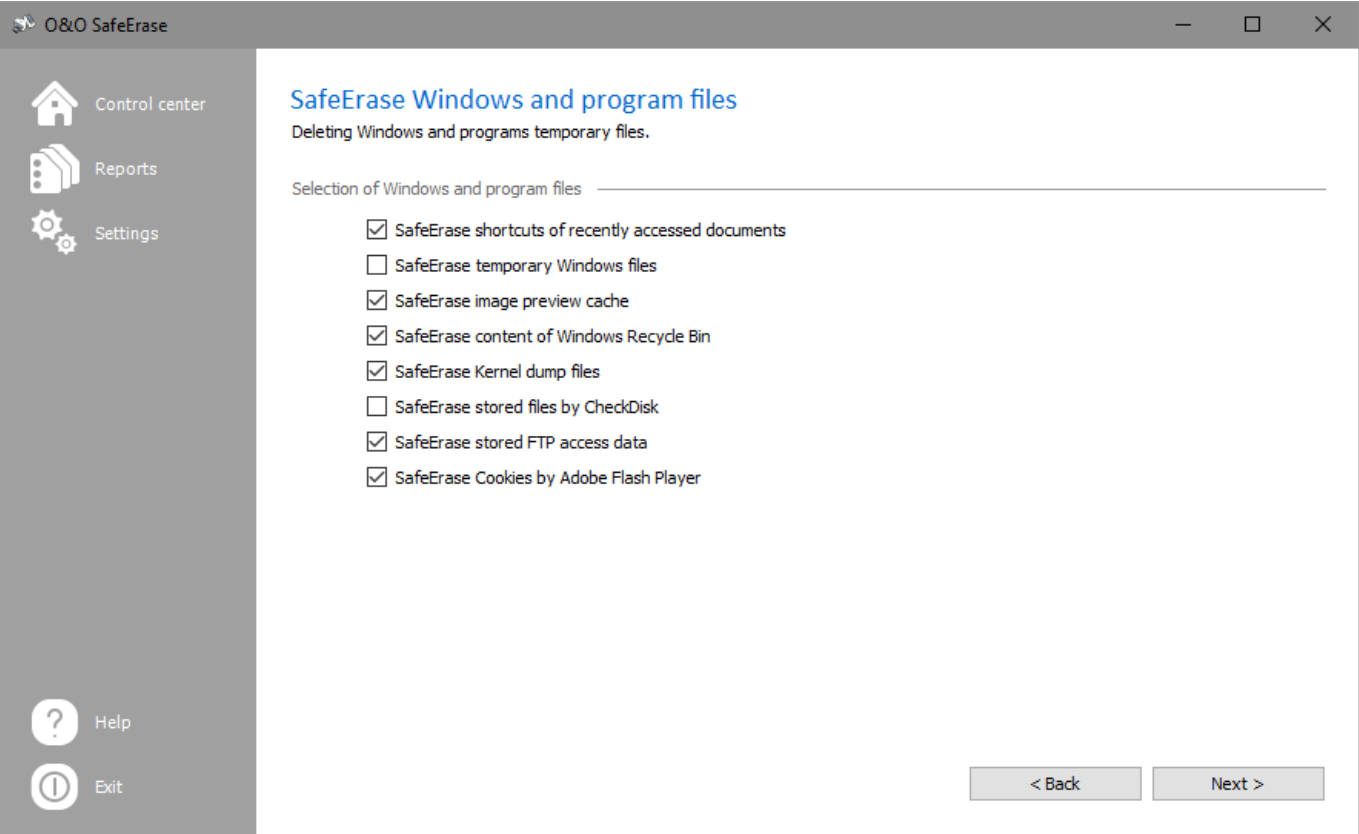 O&O SafeErase
Control center
Reports
Settings
SafeErase Windows and program files
Deleting Windows and programs temporary files.
Selection of Windows and program files
SafeErase shortcuts of recently accessed documents
SafeErase temporary Windows files
SafeErase image preview cache
SafeErase content of Windows Recycle Bin
SafeErase Kernel dump files
SafeErase stored files by CheckDisk
SafeErase stored FTP access data
SafeErase Cookies by Adobe Flash Player
? Help
Exit
< Back
Next >